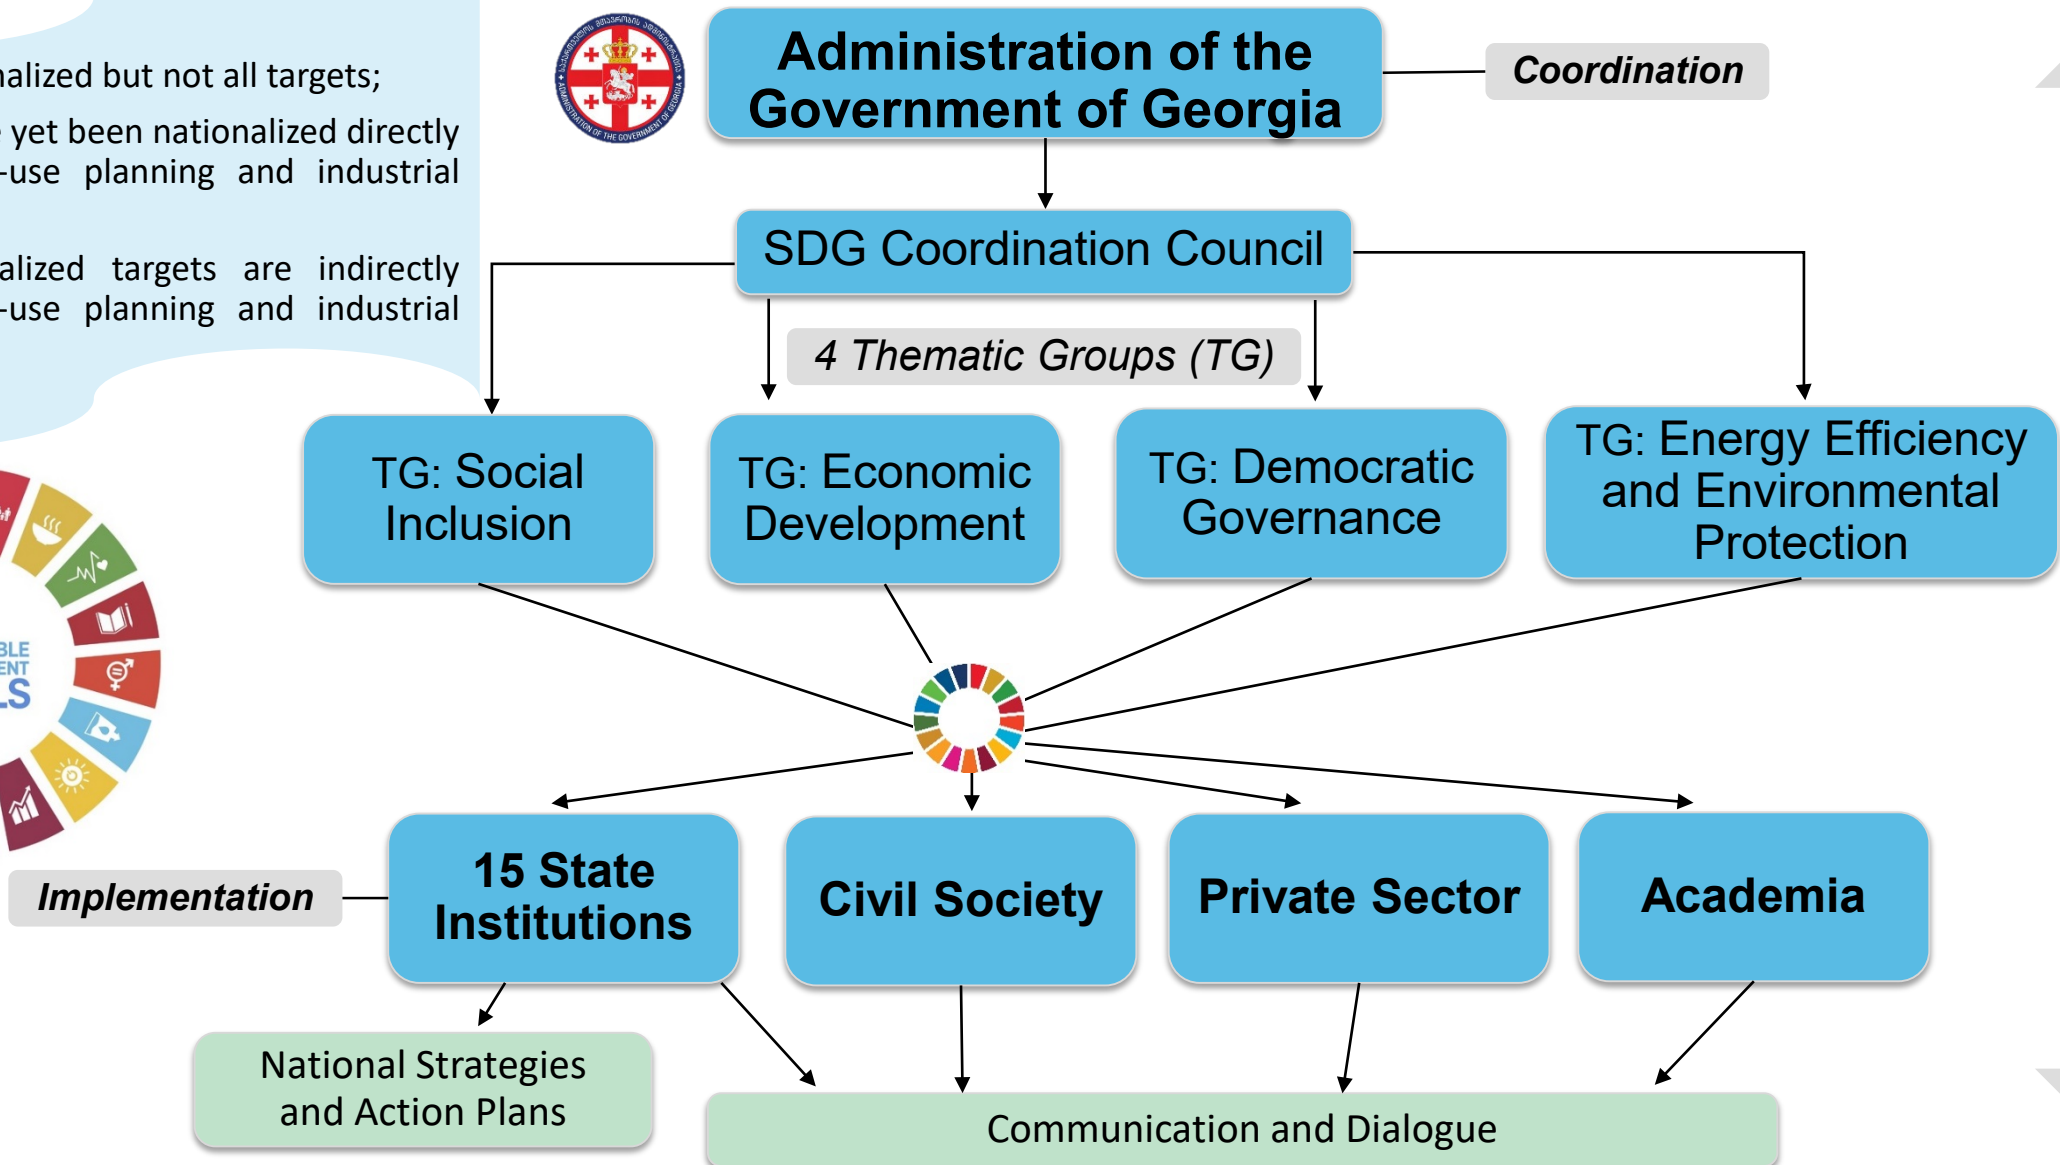 but not all targets;
yet been nationalized directly
-use planning and industrial
targets are indirectly
-use planning and industrial
Administration of the
Government of Georgia
Coordination
SDG Coordination Council
4 Thematic Groups (TG)
TG: Social
Inclusion
TG: Economic
Development
TG: Democratic
Governance
TG: Energy Efficiency
and Environmental
Protection
Implementation
15 State
Institutions
Civil Society
Private Sector
Academia
National Strategies
and Action Plans
Communication and Dialogue